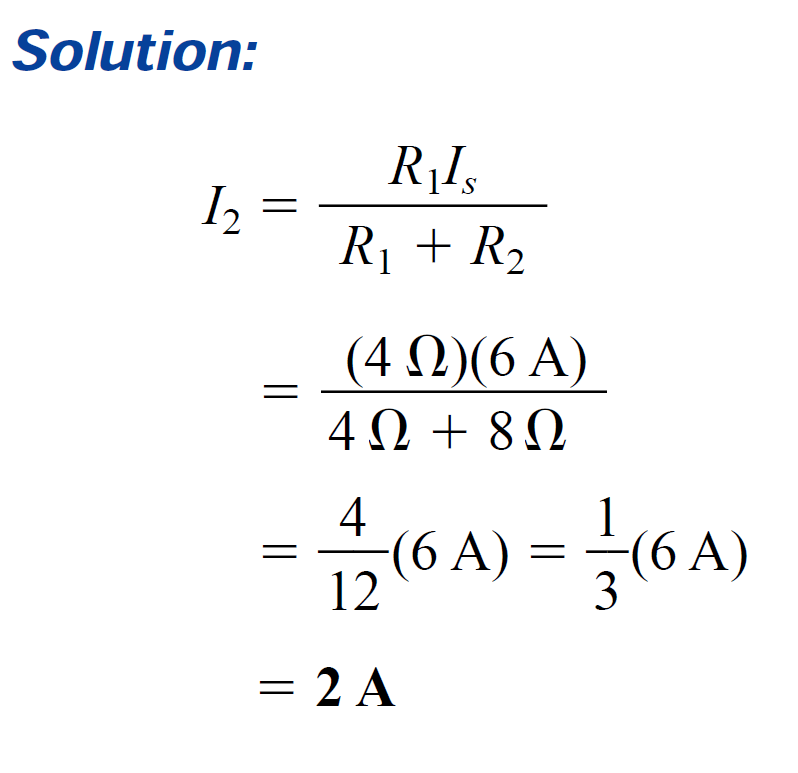 Solution:
I₂ = R₁Iₛ / R₁ + R₂
= (4 Ω)(6 A) / 4 Ω + 8 Ω
= 4/12 (6 A) = 1/3 (6 A)
= 2 A